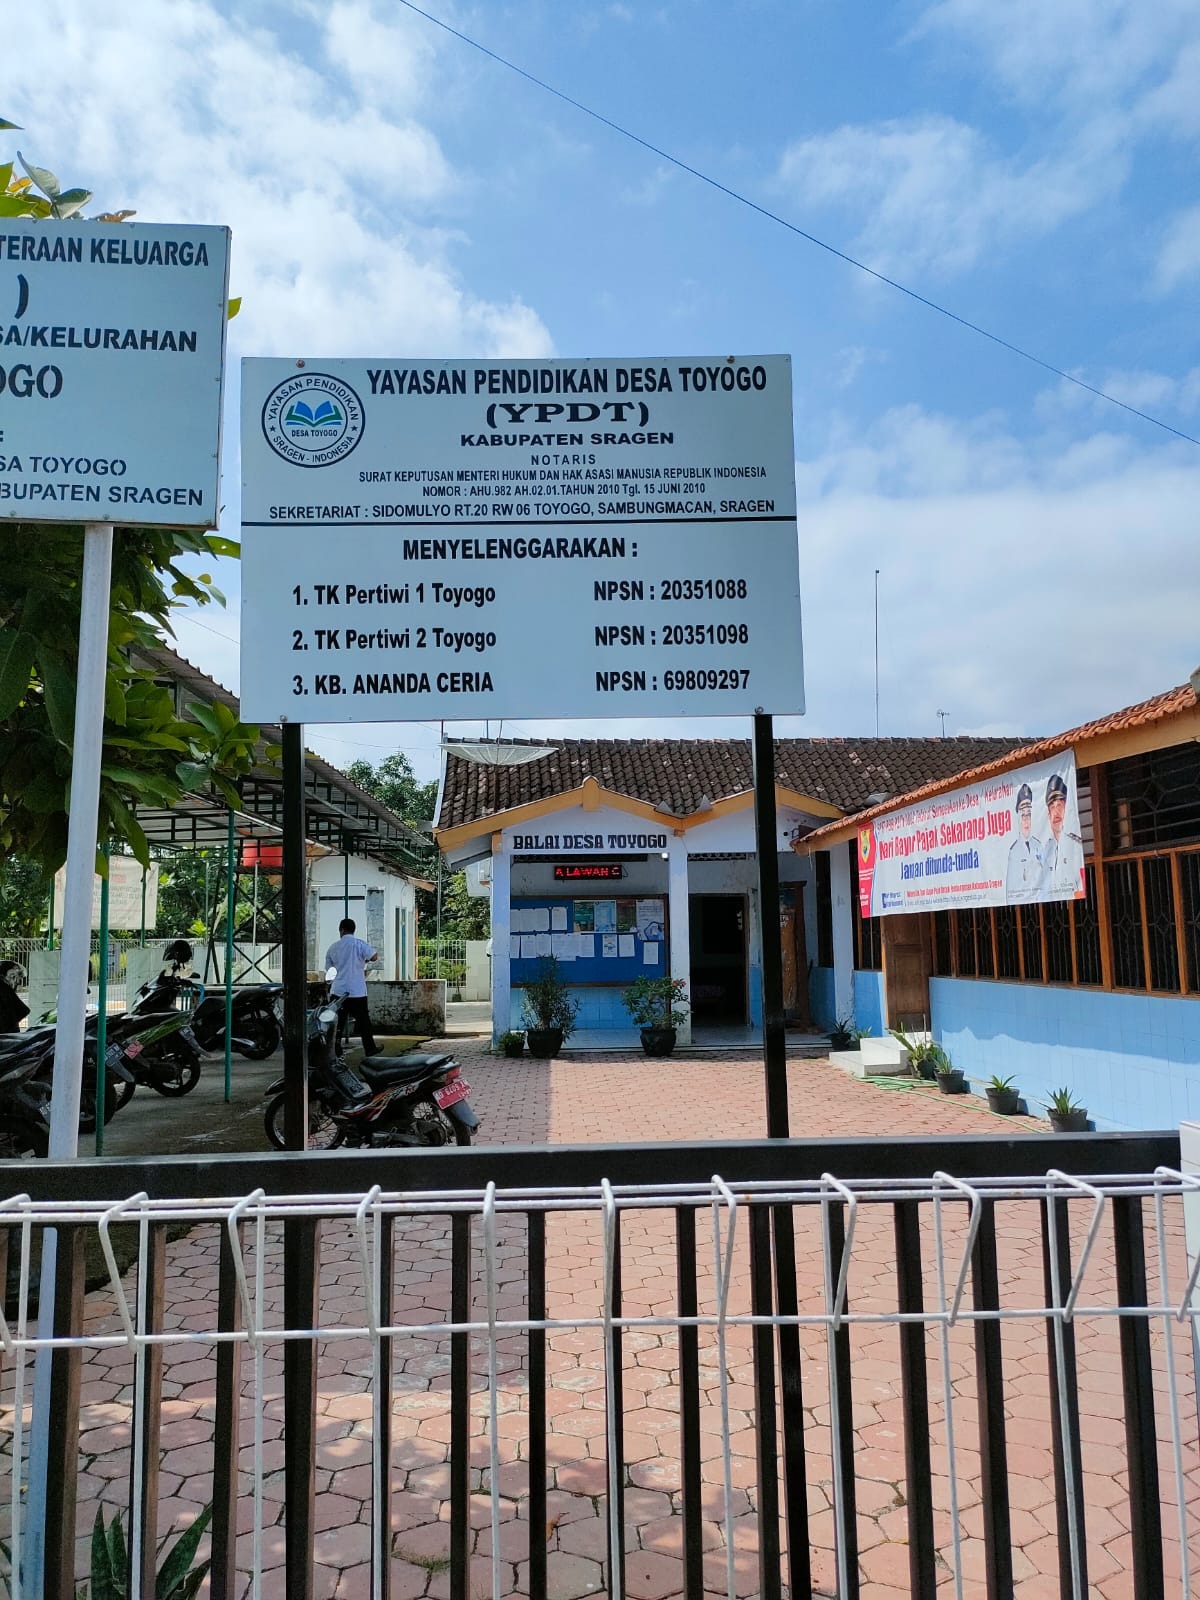 TERAAN KELUARGA
)
SA/KELURAHAN
OGO
:
SA TOYOGO
BUPATEN SRAGEN
YAYASAN PENDIDIKAN
DESA TOYOGO
SRAGEN - INDONESIA
YAYASAN PENDIDIKAN DESA TOYOGO
(YPDT)
KABUPATEN SRAGEN
NOTARIS
SURAT KEPUTUSAN MENTERI HUKUM DAN HAK ASASI MANUSIA REPUBLIK INDONESIA
NOMOR : AHU.982 AH.02.01.TAHUN 2010 Tgl. 15 JUNI 2010
SEKRETARIAT : SIDOMULYO RT.20 RW 06 TOYOGO, SAMBUNGMACAN, SRAGEN
MENYELENGGARAKAN :
1. TK Pertiwi 1 Toyogo NPSN : 20351088
2. TK Pertiwi 2 Toyogo NPSN : 20351098
3. KB. ANANDA CERIA NPSN : 69809297
BALAI DESA TOYOGO
A LAWAN C
Mari Bayar Pajak Sekarang Juga
Jangan ditunda-tunda